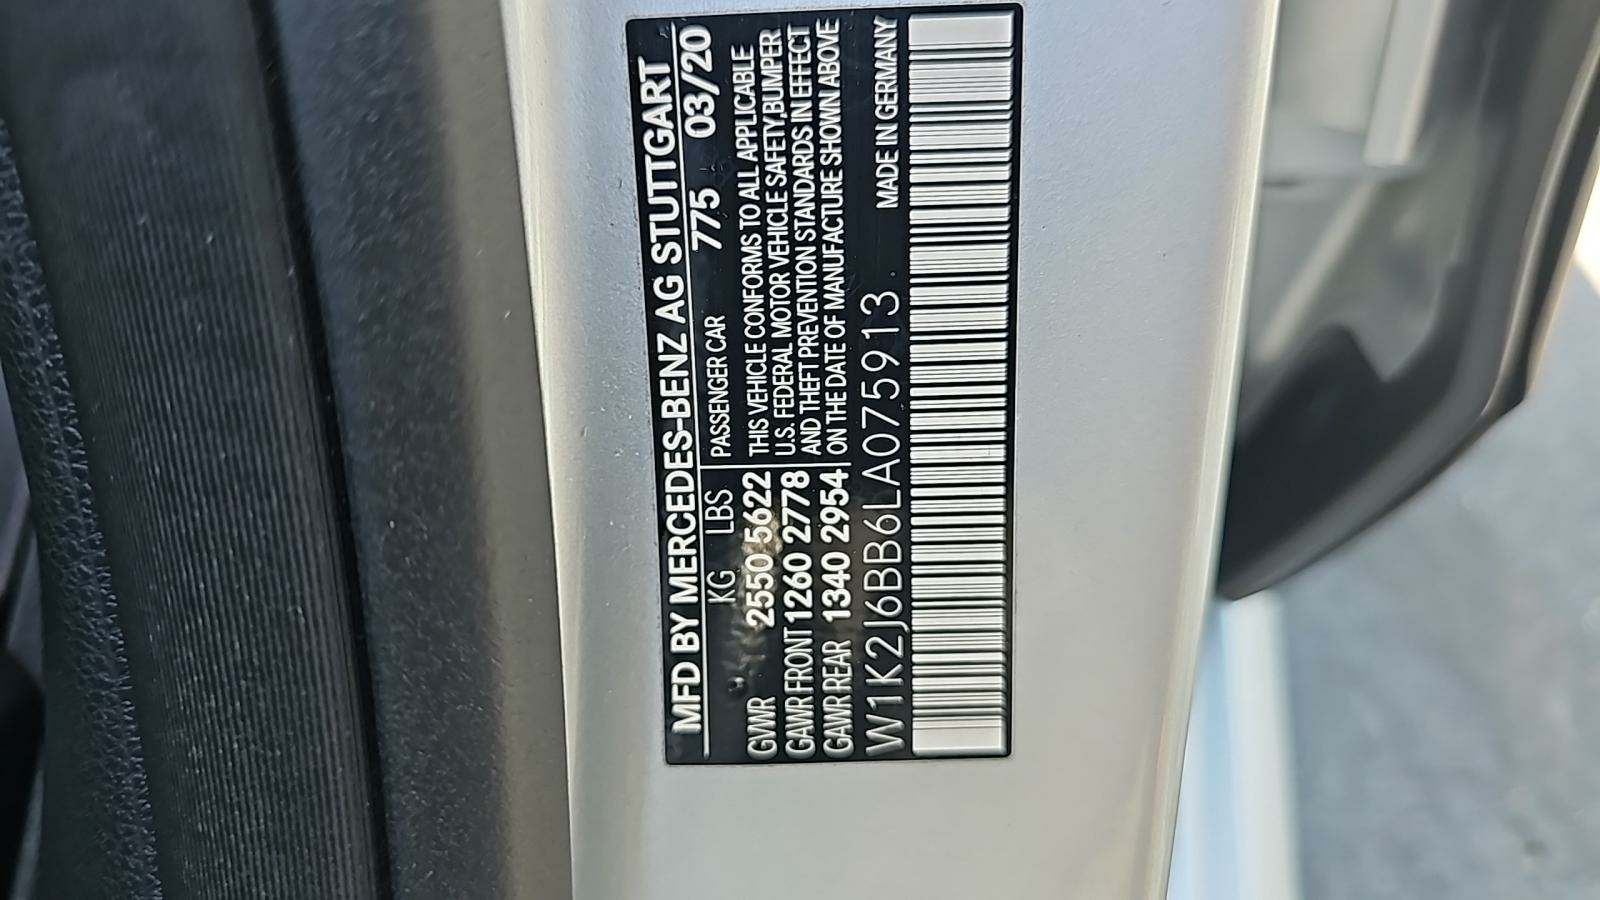 MFD BY MERCEDES-BENZ AG STUTTGART
KG LBS PASSENGER CAR 775 03/20
GVWR 2550 5622 THIS VEHICLE CONFORMS TO ALL APPLICABLE
GAWR FRONT 1260 2778 U.S. FEDERAL MOTOR VEHICLE SAFETY,BUMPER
GAWR REAR 1340 2954 AND THEFT PREVENTION STANDARDS IN EFFECT
ON THE DATE OF MANUFACTURE SHOWN ABOVE
W1K2J6BB6LA075913 MADE IN GERMANY